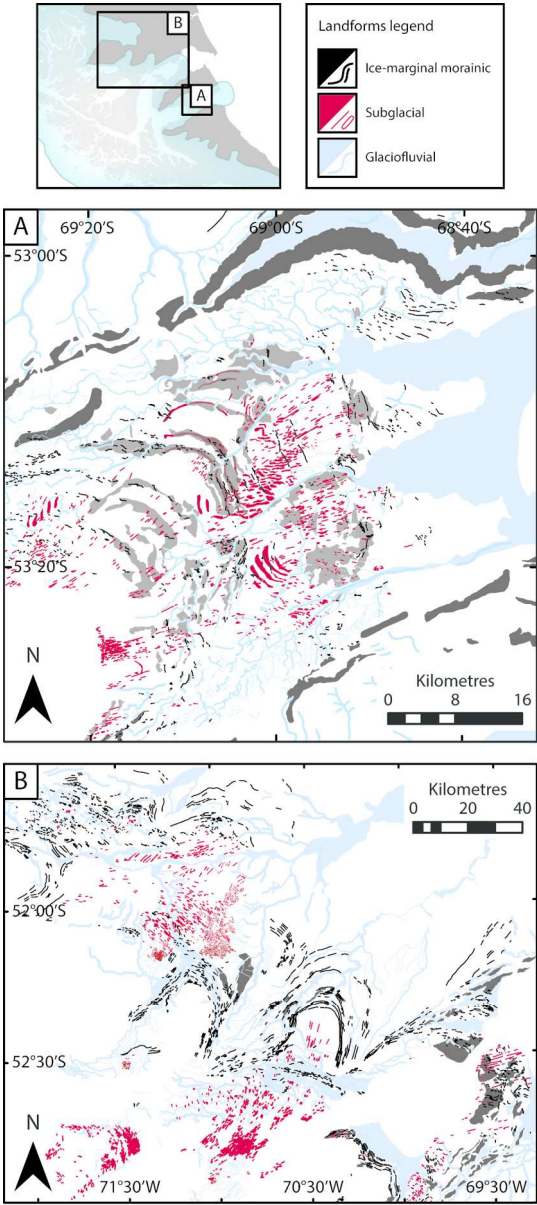 B
A
Landforms legend
Ice-marginal morainic
Subglacial
Glaciofluvial
A
69°20'S 69°00'S 68°40'S
53°00'S
53°20'S
N
Kilometres
0 8 16
B
Kilometres
0 20 40
52°00'S
52°30'S
N
71°30'W 70°30'W 69°30'W